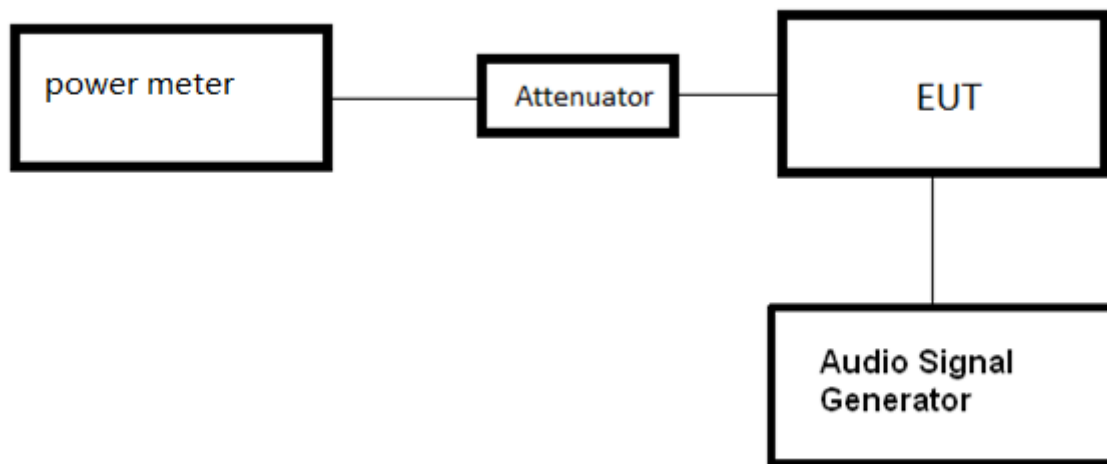 power meter
Attenuator
EUT
Audio Signal
Generator